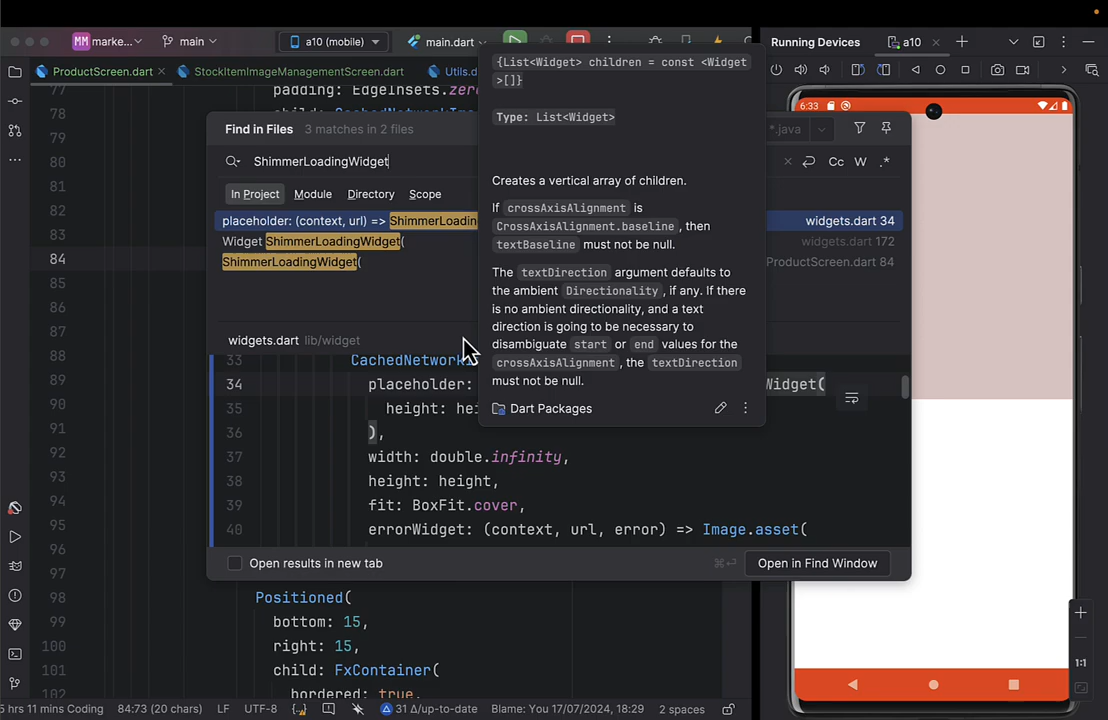 MM marke...
main
a10 (mobile)
main.dart
Running Devices
a10
ProductScreen.dart
StockItemImageManagementScreen.dart
Utils.d
77
padding: EdgeInsets.zer
78
79
80
81
82
83
84
85
86
87
88
89
90
91
92
93
94
95
96
97
98
Positioned(
99
bottom: 15,
100
right: 15,
101
child: FxContainer(
102
bordered: true,
Find in Files 3 matches in 2 files
*.java
ShimmerLoadingWidget
Cc W .*
In Project Module Directory Scope
placeholder: (context, url) => ShimmerLoadin
widgets.dart 34
Widget ShimmerLoadingWidget(
widgets.dart 172
ShimmerLoadingWidget(
ProductScreen.dart 84
widgets.dart lib/widget
33
34 placeholder:
Widget(
35 height: hei
36 ),
37 width: double.infinity,
38 height: height,
39 fit: BoxFit.cover,
40 errorWidget: (context, url, error) => Image.asset(
Open results in new tab
Open in Find Window
{List<Widget> children = const <Widget
>[]}
Type: List<Widget>
Creates a vertical array of children.
If crossAxisAlignment is
CrossAxisAlignment.baseline, then
textBaseline must not be null.
The textDirection argument defaults to
the ambient Directionality, if any. If there
is no ambient directionality, and a text
direction is going to be necessary to
disambiguate start or end values for the
crossAxisAlignment, the textDirection
must not be null.
Dart Packages
6:33
1:1
5 hrs 11 mins Coding 84:73 (20 chars) LF UTF-8 31 Δ/up-to-date Blame: You 17/07/2024, 18:29 2 spaces